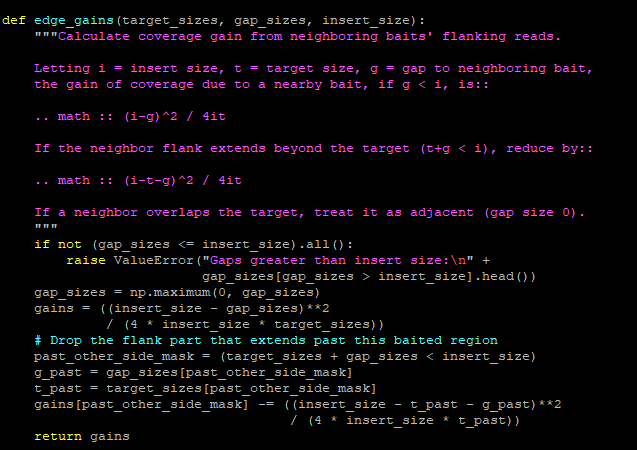 def edge_gains(target_sizes, gap_sizes, insert_size):
    """Calculate coverage gain from neighboring baits' flanking reads.

    Letting i = insert size, t = target size, g = gap to neighboring bait,
    the gain of coverage due to a nearby bait, if g < i, is::

    .. math :: (i-g)^2 / 4it

    If the neighbor flank extends beyond the target (t+g < i), reduce by::

    .. math :: (i-t-g)^2 / 4it

    If a neighbor overlaps the target, treat it as adjacent (gap size 0).
    """
    if not (gap_sizes <= insert_size).all():
        raise ValueError("Gaps greater than insert size:\n" +
                         gap_sizes[gap_sizes > insert_size].head())
    gap_sizes = np.maximum(0, gap_sizes)
    gains = ((insert_size - gap_sizes)**2
             / (4 * insert_size * target_sizes))
    # Drop the flank part that extends past this baited region
    past_other_side_mask = (target_sizes + gap_sizes < insert_size)
    g_past = gap_sizes[past_other_side_mask]
    t_past = target_sizes[past_other_side_mask]
    gains[past_other_side_mask] -= ((insert_size - t_past - g_past)**2
                                    / (4 * insert_size * t_past))
    return gains